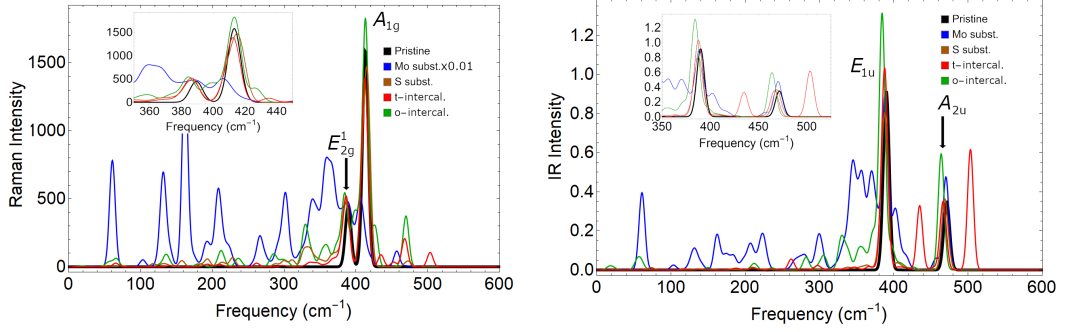 A1g
Pristine
Mo subst.x0.01
S subst.
t-intercal.
o-intercal.
1500
1000
500
0
360 380 400 420 440
Frequency (cm−1)
E12g
Raman Intensity
1500
1000
500
0
0 100 200 300 400 500 600
Frequency (cm−1)
E1u
A2u
Pristine
Mo subst.
S subst.
t-intercal.
o-intercal.
1.2
1.0
0.8
0.6
0.4
0.2
0.0
350 400 450 500
Frequency (cm−1)
IR Intensity
1.2
1.0
0.8
0.6
0.4
0.2
0.0
0 100 200 300 400 500 600
Frequency (cm−1)